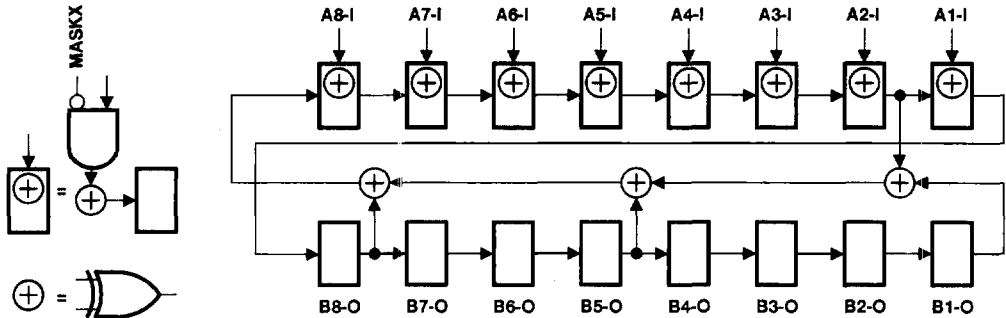 MASKX
=
=
A8-I A7-I A6-I A5-I A4-I A3-I A2-I A1-I
B8-O B7-O B6-O B5-O B4-O B3-O B2-O B1-O